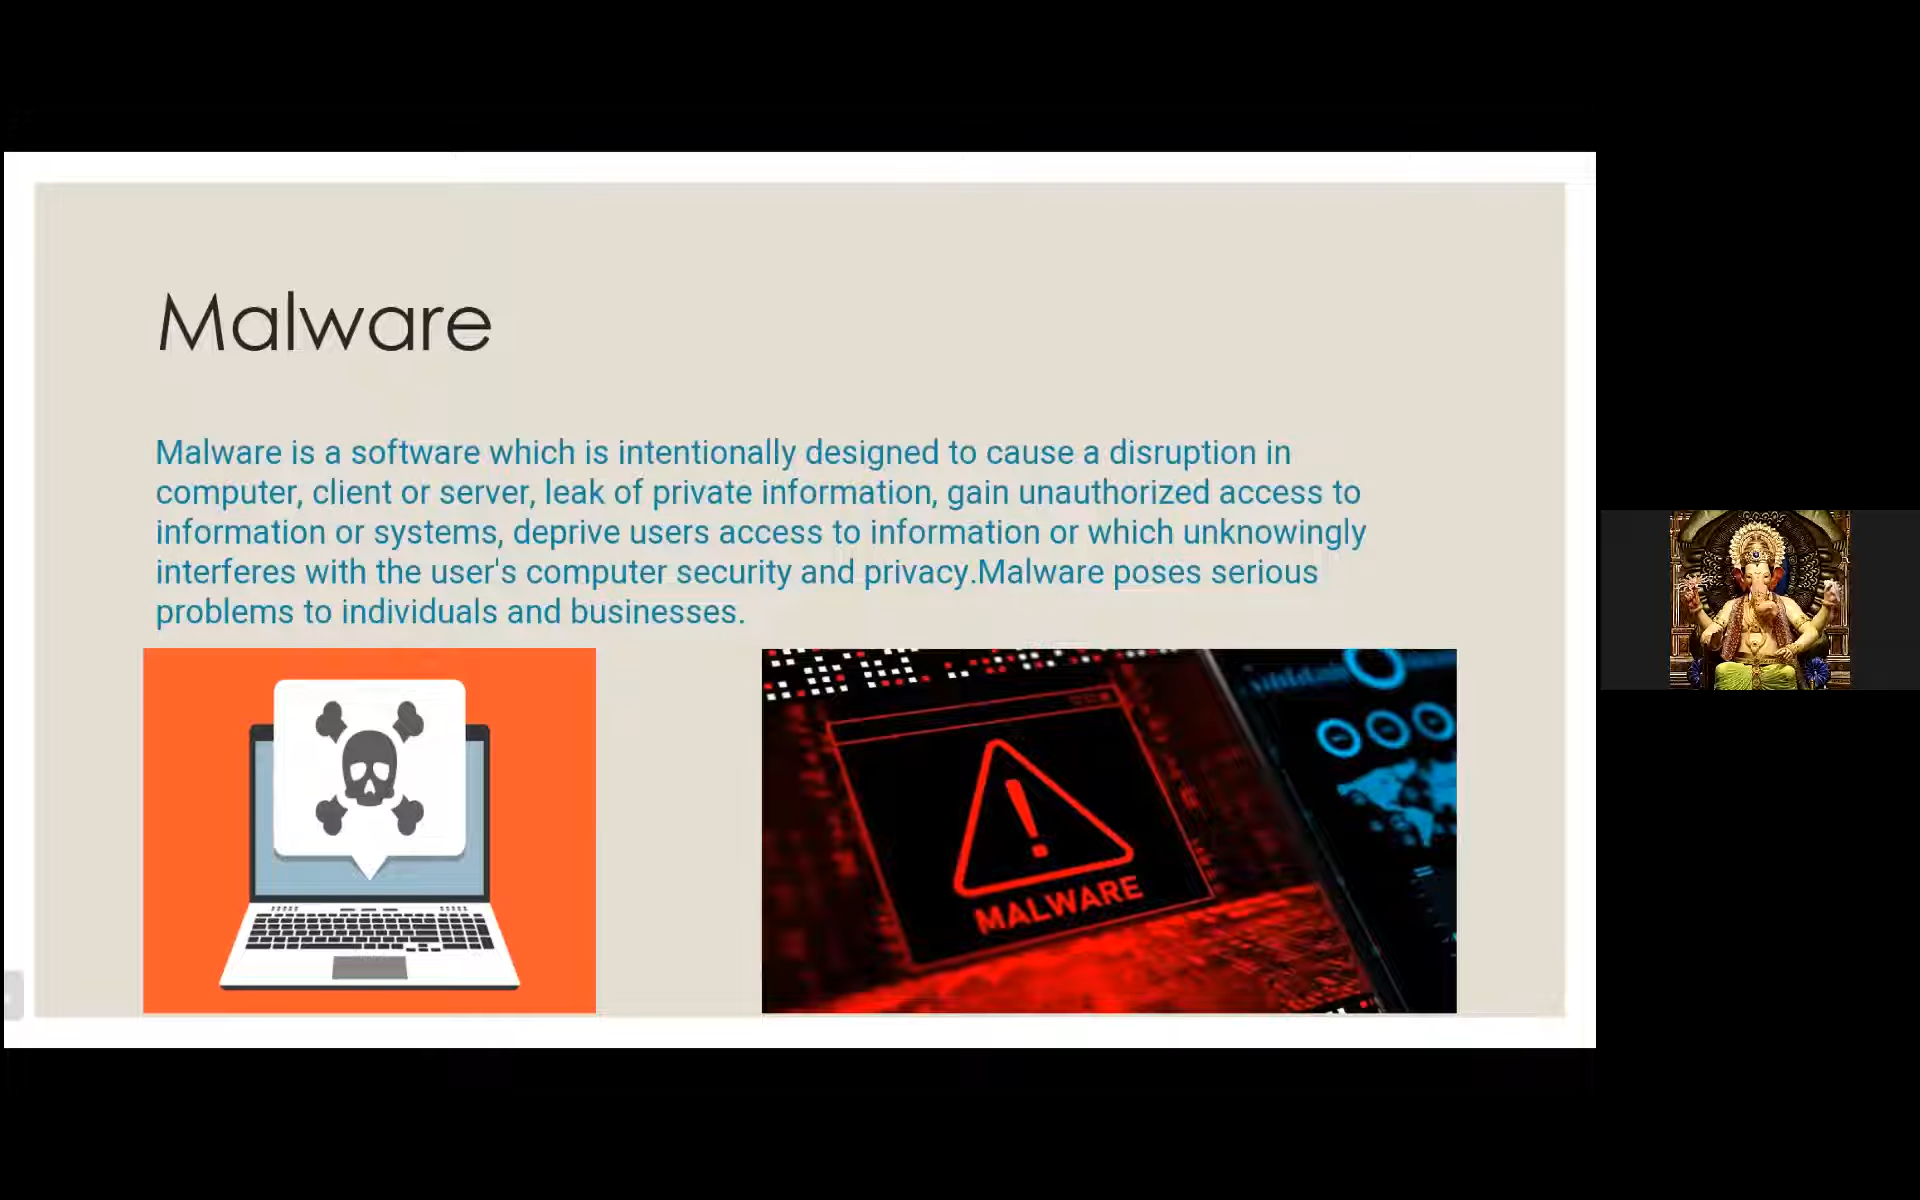 Malware
Malware is a software which is intentionally designed to cause a disruption in
computer, client or server, leak of private information, gain unauthorized access to
information or systems, deprive users access to information or which unknowingly
interferes with the user's computer security and privacy.Malware poses serious
problems to individuals and businesses.
MALWARE